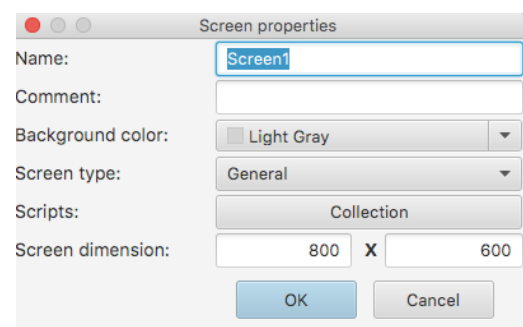 Screen properties
Name: Screen1
Comment:
Background color: Light Gray
Screen type: General
Scripts: Collection
Screen dimension: 800 X 600
OK Cancel